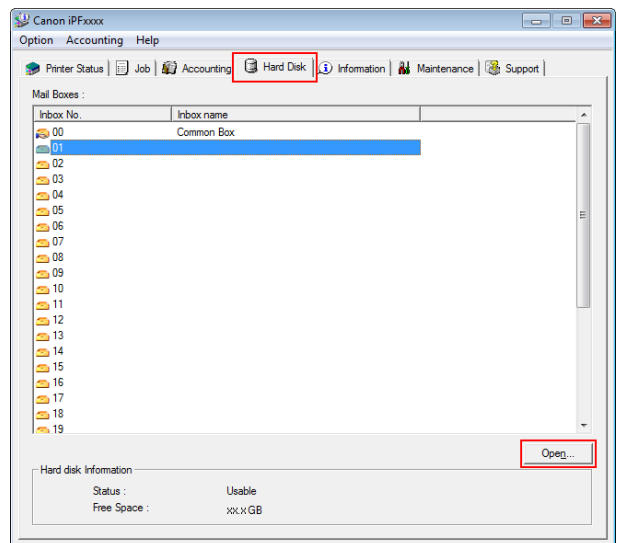 Canon iPFxxxx
Option Accounting Help
Printer Status Job Accounting Hard Disk Information Maintenance Support
Mail Boxes :
Inbox No. Inbox name
00 Common Box
01
02
03
04
05
06
07
08
09
10
11
12
13
14
15
16
17
18
19
Open...
Hard disk Information
Status : Usable
Free Space : xx.xGB